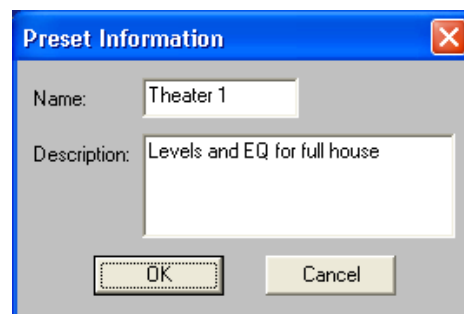 Preset Information
Name: Theater 1
Description: Levels and EQ for full house
OK Cancel